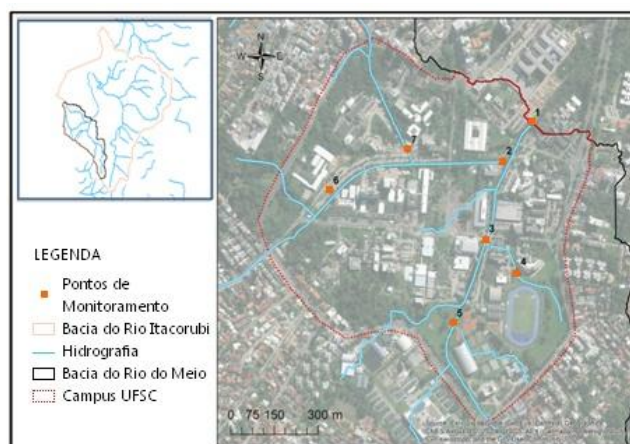 N
W E
S
1
7
2
6
3
4
5
LEGENDA
Pontos de
Monitoramento
Bacia do Rio Itacorubi
Hidrografia
Bacia do Rio do Meio
Campus UFSC
0 75 150 300 m